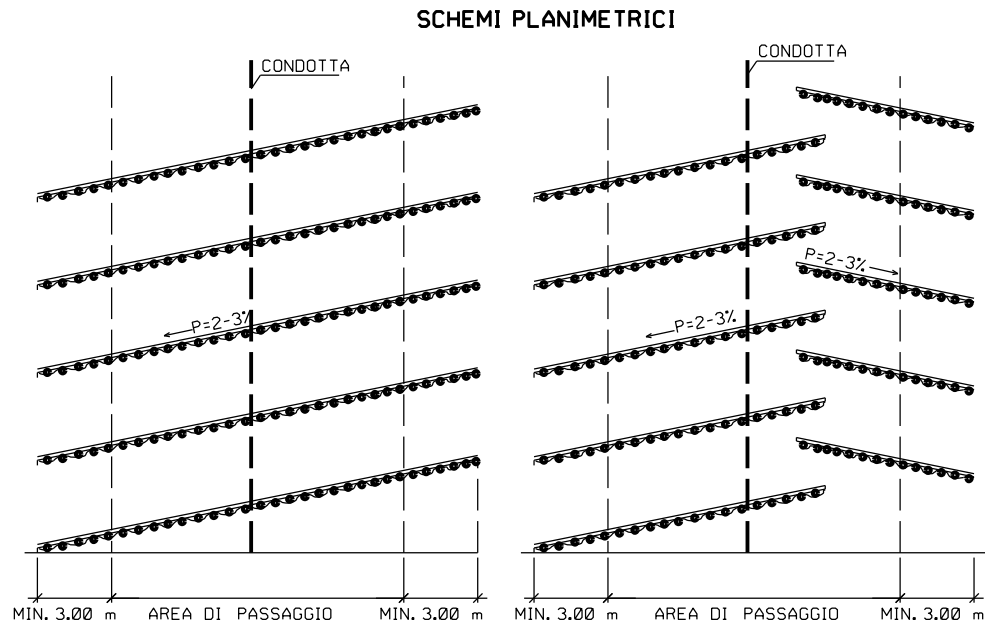 SCHEMI PLANIMETRICI
CONDOTTA
CONDOTTA
P=2-3%
P=2-3%
P=2-3%
MIN. 3.00 m AREA DI PASSAGGIO MIN. 3.00 m
MIN. 3.00 m AREA DI PASSAGGIO MIN. 3.00 m